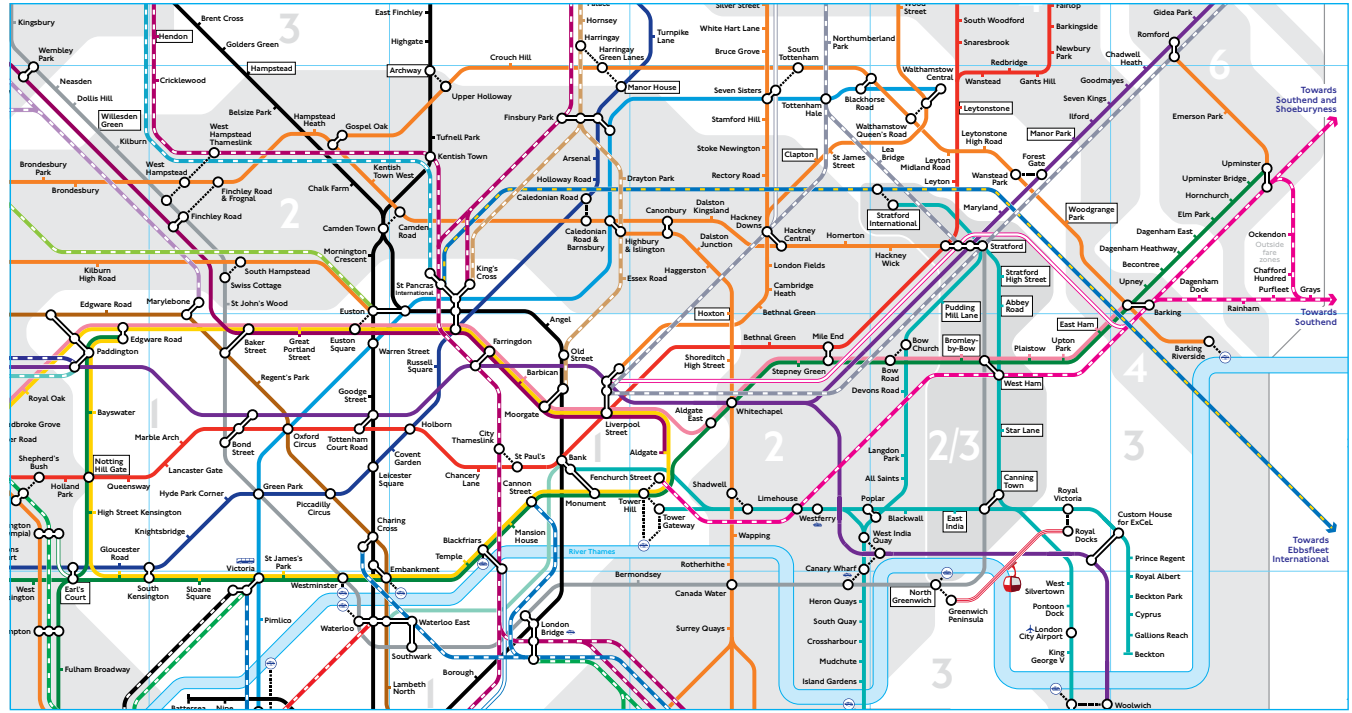 Kingsbury
Brent Cross
3
East Finchley
Hornsey
Silver Street
Street
Fairlop
Gidea Park
Hendon
Golders Green
Highgate
Harringay
Harringay
Green Lanes
Turnpike
Lane
White Hart Lane
Bruce Grove
South
Tottenham
Northumberland
Park
South Woodford
Snaresbrook
Barkingside
Newbury
Park
Romford
Chadwell
Heath
6
Wembley
Park
Neasden
Dollis Hill
Cricklewood
Hampstead
Archway
Crouch Hill
Upper Holloway
Manor House
Seven Sisters
Tottenham
Hale
Blackhorse
Road
Walthamstow
Central
Redbridge
Wanstead
Gants Hill
Goodmayes
Seven Kings
Towards
Southend and
Shoeburyness
Willesden
Green
Kilburn
West
Hampstead
Thameslink
Belsize Park
Hampstead
Heath
Gospel Oak
Tufnell Park
Finsbury Park
Stamford Hill
Walthamstow
Queen's Road
Leytonstone
Ilford
Emerson Park
Brondesbury
Park
Brondesbury
West
Hampstead
Finchley Road
& Frognal
Finchley Road
Kentish Town
Kentish
Town West
Chalk Farm
Arsenal
Holloway Road
Drayton Park
Stoke Newington
Rectory Road
Clapton
St James
Street
Lea
Bridge
Leyton
Midland Road
Leyton
Leytonstone
High Road
Wanstead
Park
Forest
Gate
Manor Park
Upminster
Upminster Bridge
Hornchurch
Elm Park
2
Camden Town
Camden
Road
Caledonian Road
Caledonian
Road &
Barnsbury
Canonbury
Highbury
& Islington
Dalston
Kingsland
Dalston
Junction
Hackney
Downs
Hackney
Central
Homerton
Hackney
Wick
Stratford
International
Maryland
Stratford
Woodgrange
Park
Dagenham East
Dagenham Heathway
Becontree
Upney
Ockendon
Outside
fare
zones
Chafford
Hundred
Kilburn
High Road
South Hampstead
Swiss Cottage
St John's Wood
Mornington
Crescent
St Pancras
International
King's
Cross
Essex Road
Haggerston
London Fields
Cambridge
Heath
Bethnal Green
Stratford
High Street
Abbey
Road
Pudding
Mill Lane
Dagenham
Dock
Purfleet
Grays
Rainham
Towards
Southend
Barking
Edgware Road
Marylebone
Edgware Road
Paddington
Baker
Street
Great
Portland
Street
Euston
Euston
Square
Warren Street
Russell
Square
Farringdon
Barbican
Angel
Old
Street
Hoxton
Shoreditch
High Street
Bethnal Green
Mile End
Stepney Green
Bow
Church
Bow
Road
Bromley-
by-Bow
Plaistow
Upton
Park
East Ham
Barking
Riverside
West Ham
4
Royal Oak
Bayswater
1
Regent's Park
Goodge
Street
Moorgate
Liverpool
Street
Aldgate
East
Aldgate
1
Whitechapel
Devons Road
Langdon
Park
All Saints
2
2/3
3
Star Lane
Canning
Town
dbroke Grove
er Road
Shepherd's
Bush
Holland
Park
Notting
Hill Gate
Queensway
Lancaster Gate
Marble Arch
Bond
Street
Oxford
Circus
Tottenham
Court Road
Holborn
Covent
Garden
Leicester
Square
Chancery
Lane
City
Thameslink
St Paul's
Cannon
Street
Bank
Monument
Fenchurch Street
Tower
Hill
Tower
Gateway
Shadwell
Limehouse
Westferry
Poplar
Blackwall
East
India
Royal
Victoria
Royal
Docks
Custom House
for ExCeL
Prince Regent
Royal Albert
Beckton Park
Cyprus
Gallions Reach
Beckton
Towards
Ebbsfleet
International
High Street Kensington
Hyde Park Corner
Green Park
Piccadilly
Circus
Knightsbridge
Charing
Cross
Mansion
House
Blackfriars
Temple
River Thames
Wapping
Rotherhithe
Canada Water
Surrey Quays
West India
Quay
Canary Wharf
Heron Quays
South Quay
Crossharbour
Mudchute
Island Gardens
North
Greenwich
Greenwich
Peninsula
West
Silvertown
Pontoon
Dock
London
City Airport
King
George V
Woolwich
3
Gloucester
Road
Earl's
Court
South
Kensington
Sloane
Square
Victoria
St James's
Park
Westminster
Embankment
Waterloo
Waterloo East
Southwark
Bermondsey
London
Bridge
Borough
Lambeth
North
Pimlico
Fulham Broadway
West